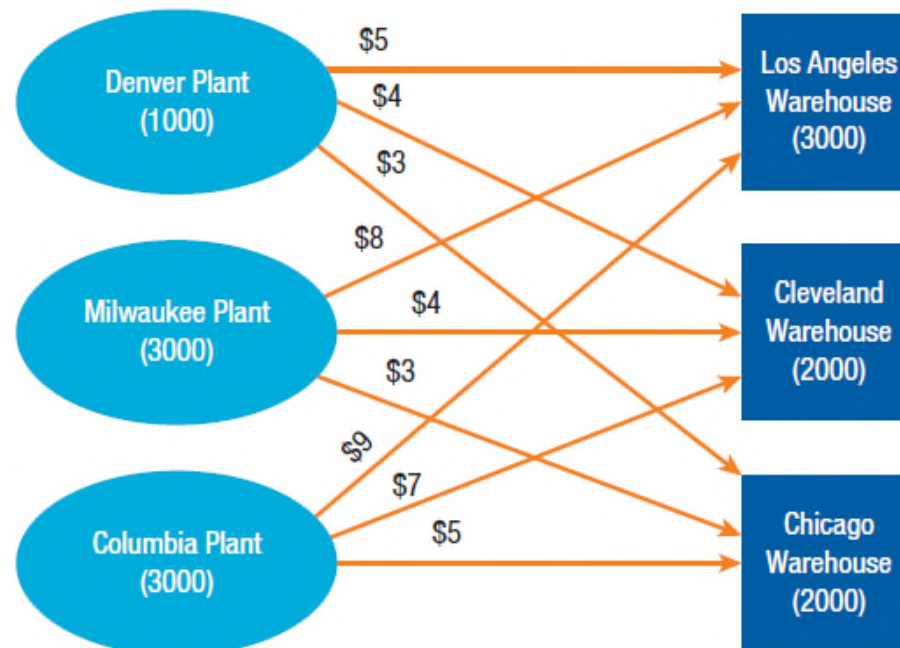 Denver Plant
(1000)
$5
$4
$3
Los Angeles
Warehouse
(3000)
Milwaukee Plant
(3000)
$8
$4
$3
Cleveland
Warehouse
(2000)
Columbia Plant
(3000)
$9
$7
$5
Chicago
Warehouse
(2000)